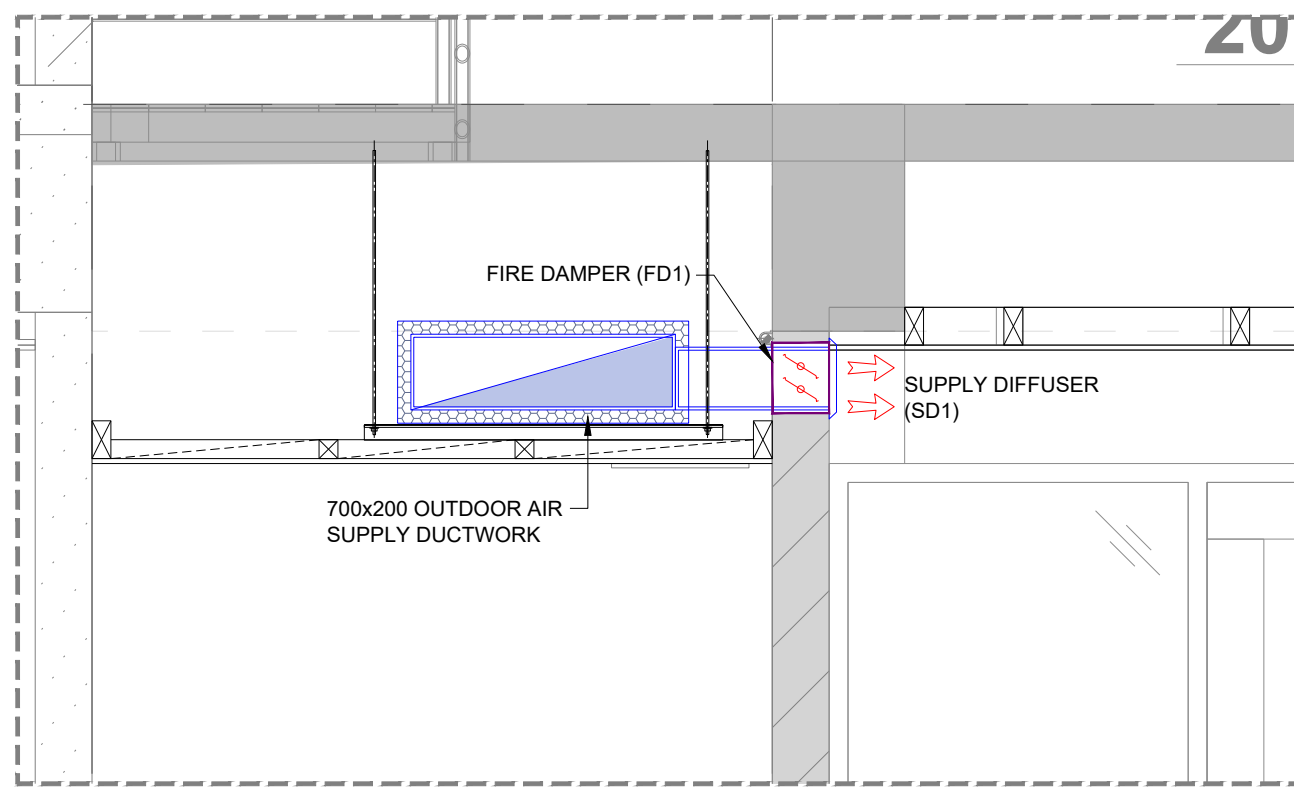 20
FIRE DAMPER (FD1)
SUPPLY DIFFUSER
(SD1)
700x200 OUTDOOR AIR
SUPPLY DUCTWORK